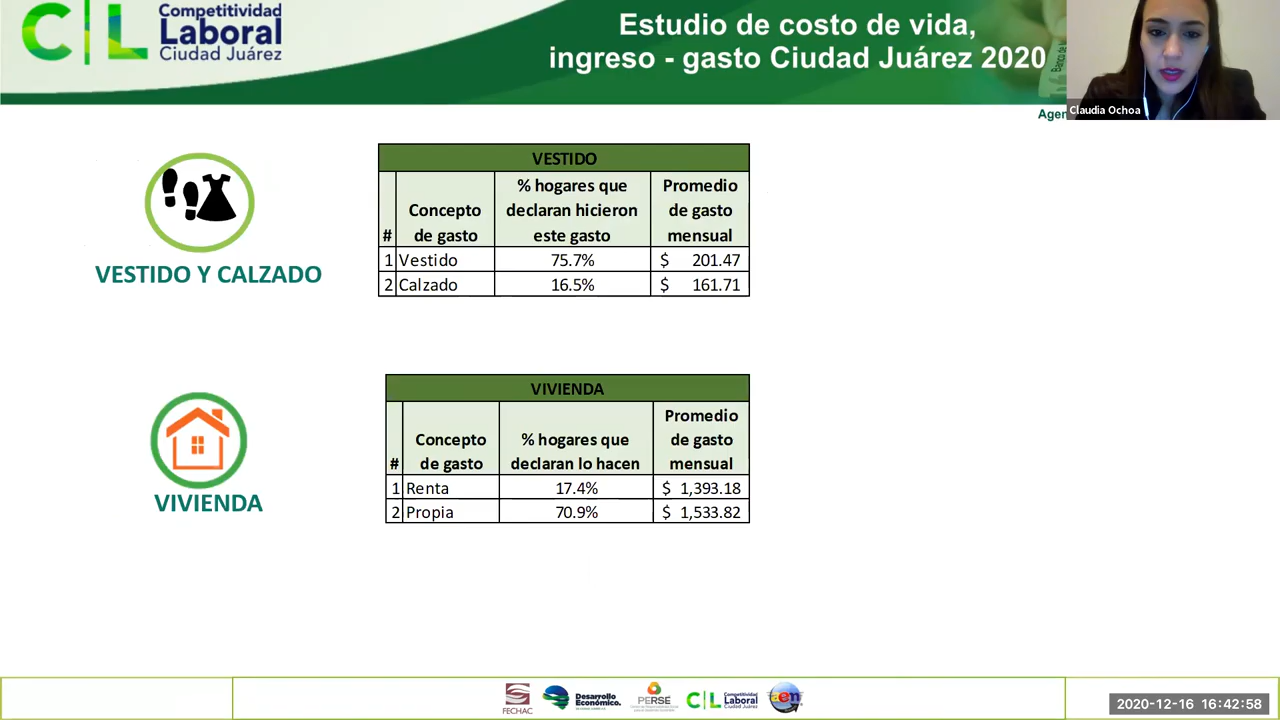 C|L Competitividad
Laboral
Ciudad Juárez
Estudio de costo de vida,
ingreso - gasto Ciudad Juárez 2020
Claudia Ochoa
VESTIDO Y CALZADO
VESTIDO
# Concepto de gasto % hogares que declaran hicieron este gasto Promedio de gasto mensual
1 Vestido 75.7% $ 201.47
2 Calzado 16.5% $ 161.71
VIVIENDA
VIVIENDA
# Concepto de gasto % hogares que declaran lo hacen Promedio de gasto mensual
1 Renta 17.4% $ 1,393.18
2 Propia 70.9% $ 1,533.82
FECHAC
Desarrollo
Económico.
PERSÉ
C|L Competitividad
Laboral
Ciudad Juárez
aen
2020-12-16 16:42:58